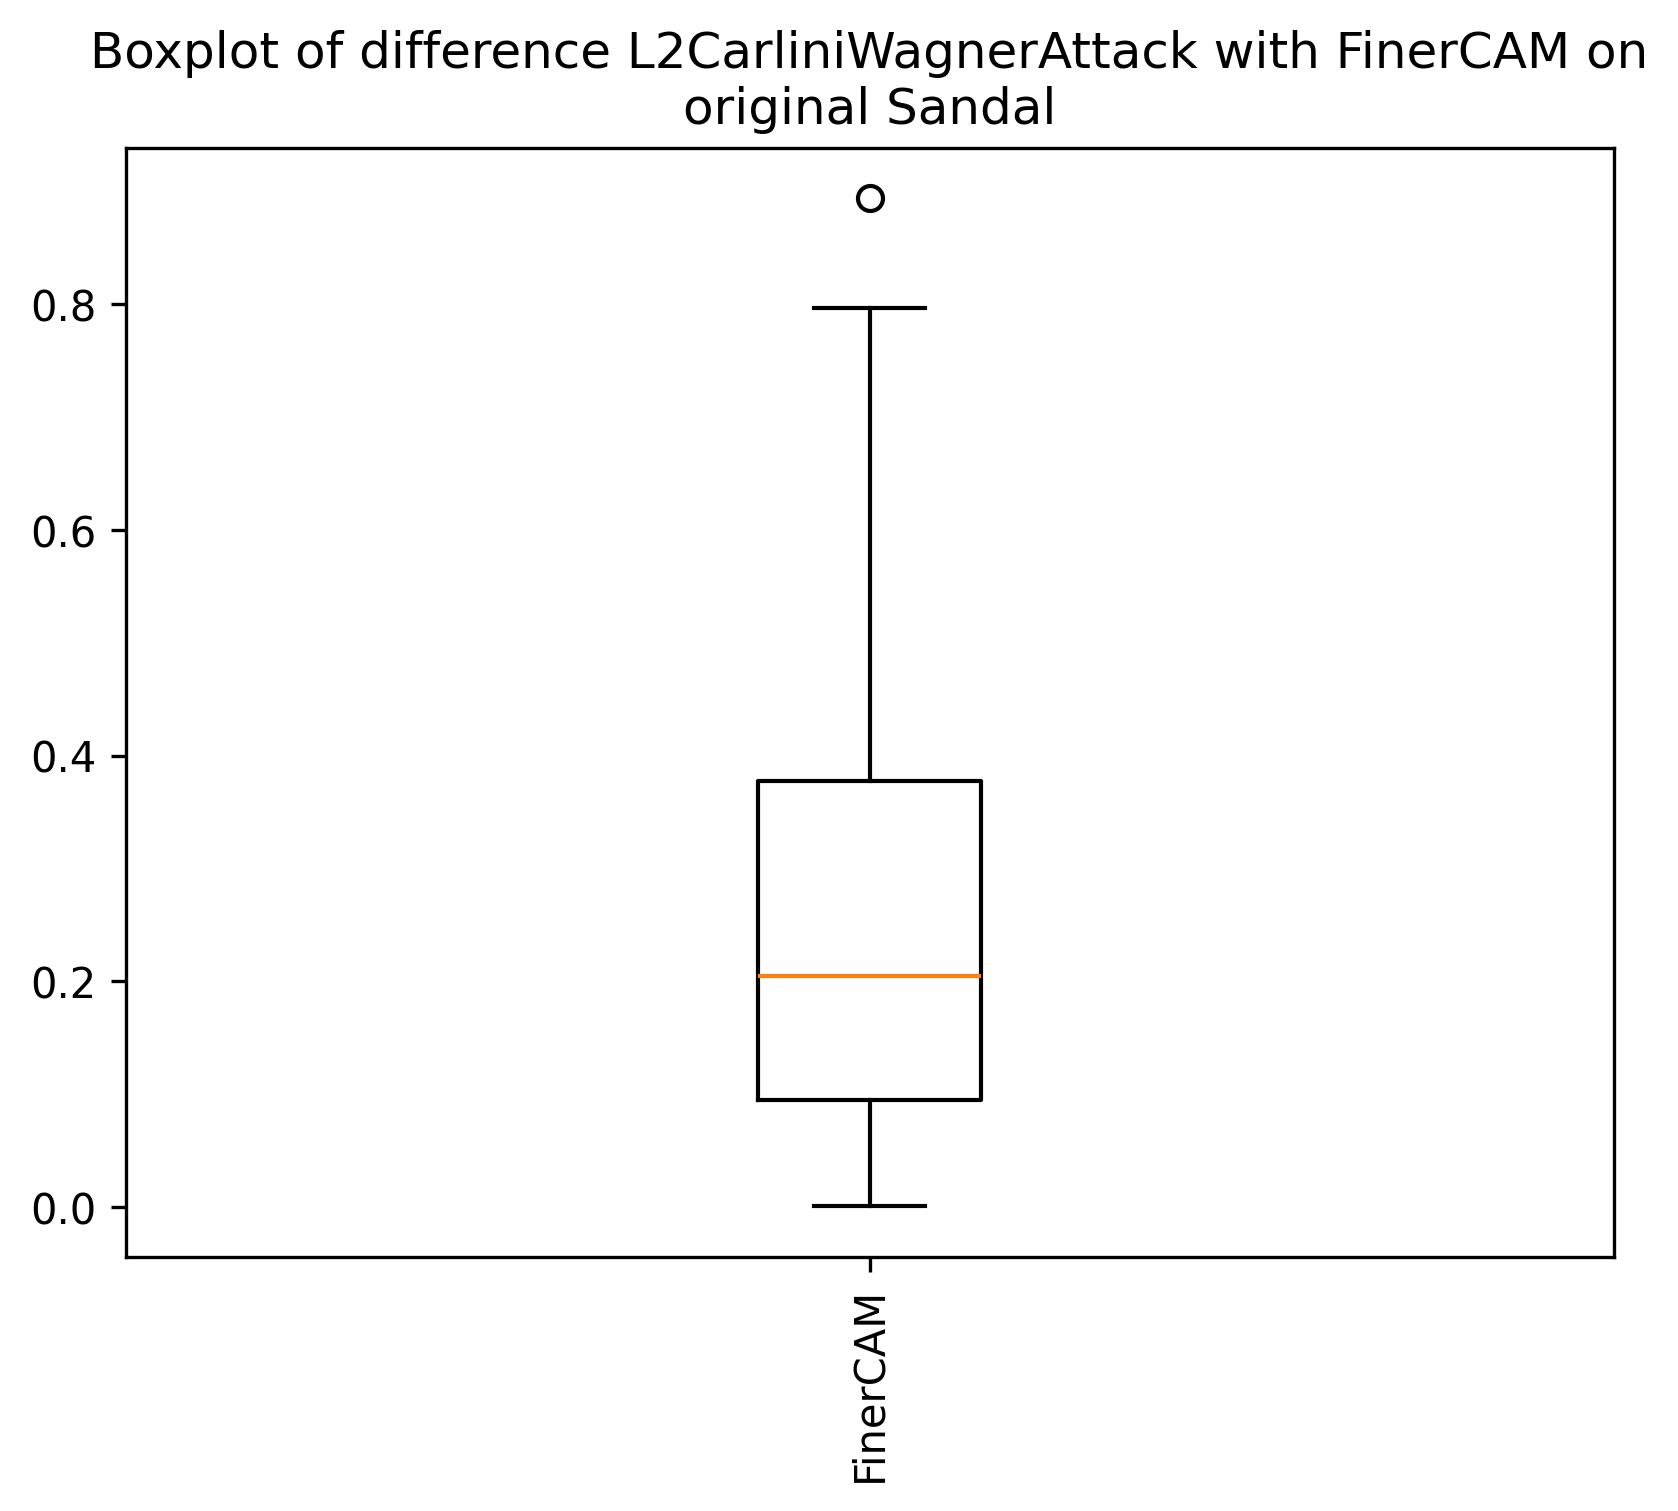 Boxplot of difference L2CarliniWagnerAttack with FinerCAM on
original Sandal
0.8
0.6
0.4
0.2
0.0
FinerCAM